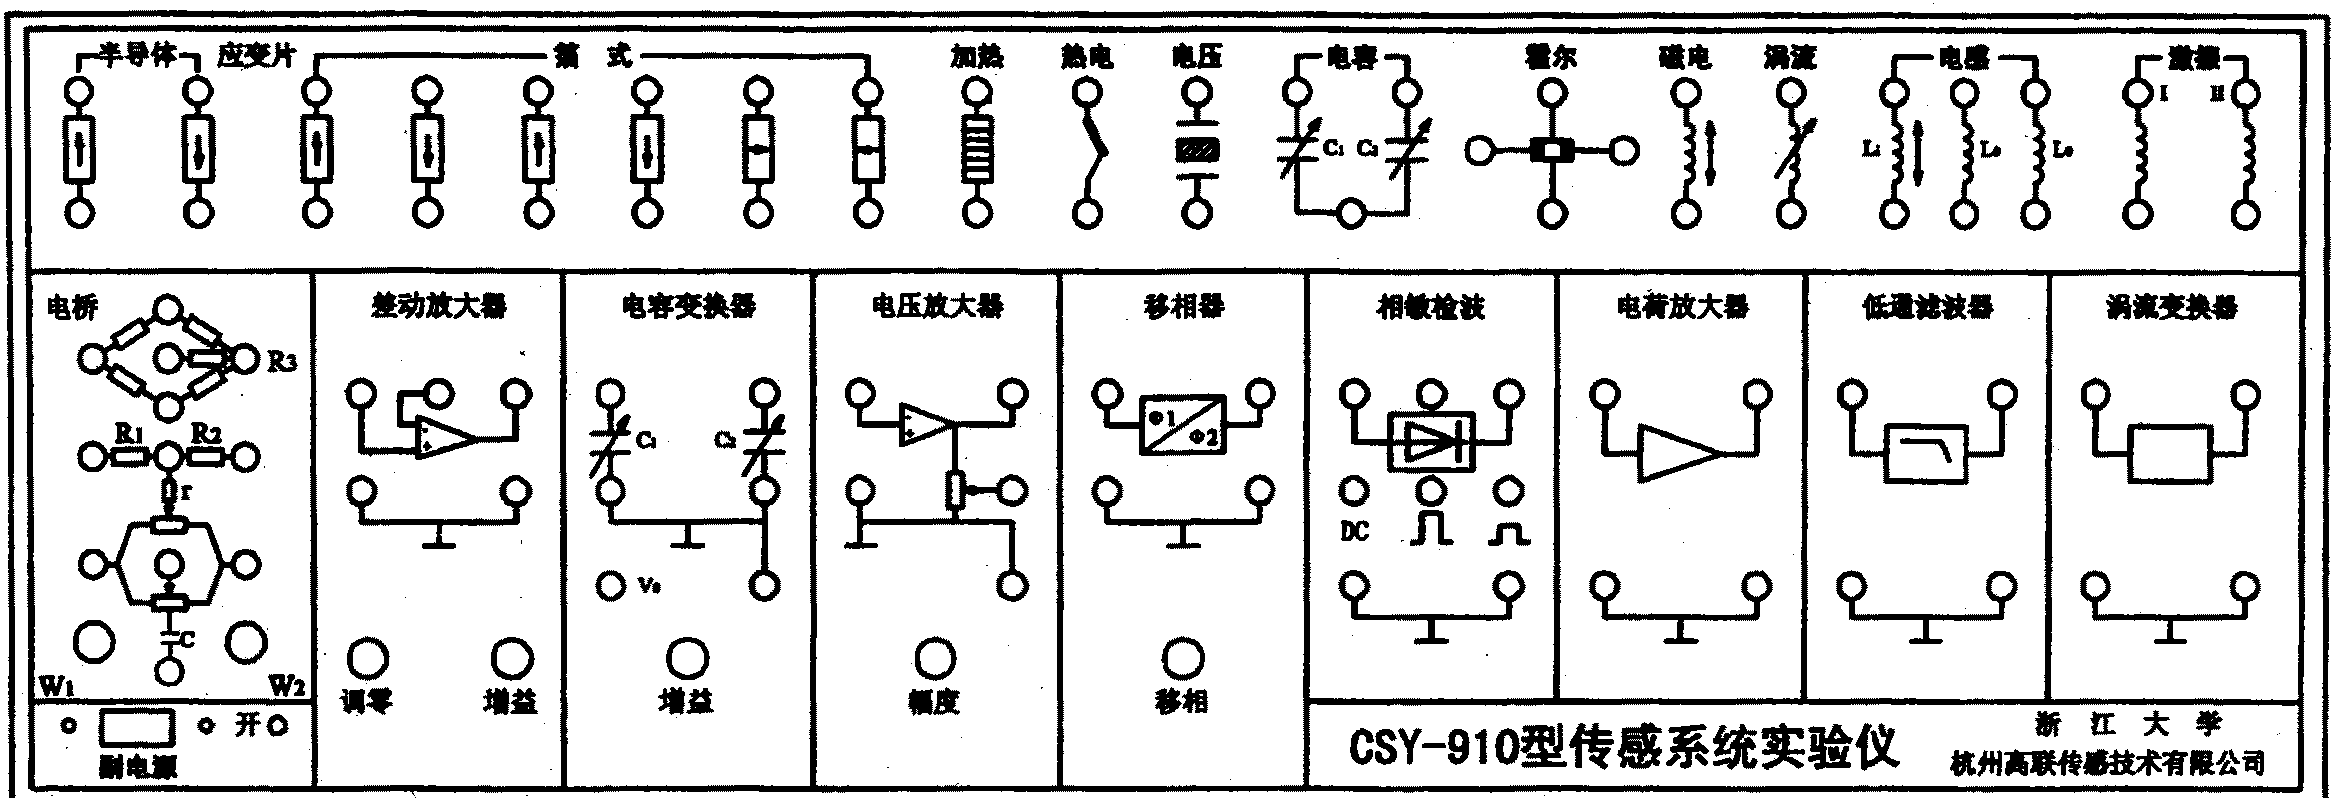 半导体 应变片 箔 式 加热 热电 电压 电容 霍尔 磁电 涡流 电感 激振
I II
C1 C2 L1 L0 L0
电桥 差动放大器 电容变换器 电压放大器 移相器 相敏检波 电荷放大器 低通滤波器 涡流变换器
R3
- - Φ1
R1 R2 + C1 C2 + Φ2
r
DC
V0
C
W1 W2 调零 增益 增益 幅度 移相
开
副电源
CSY-910型传感系统实验仪
浙 江 大 学
杭州高联传感技术有限公司